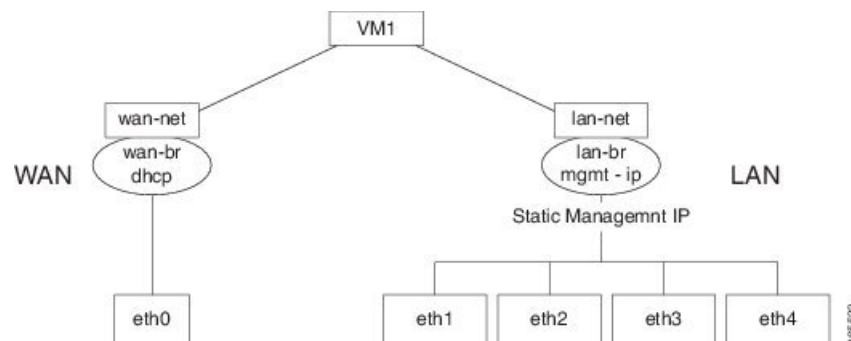 VM1
wan-net
lan-net
wan-br
dhcp
lan-br
mgmt - ip
WAN
LAN
Static Managemnt IP
eth0
eth1
eth2
eth3
eth4